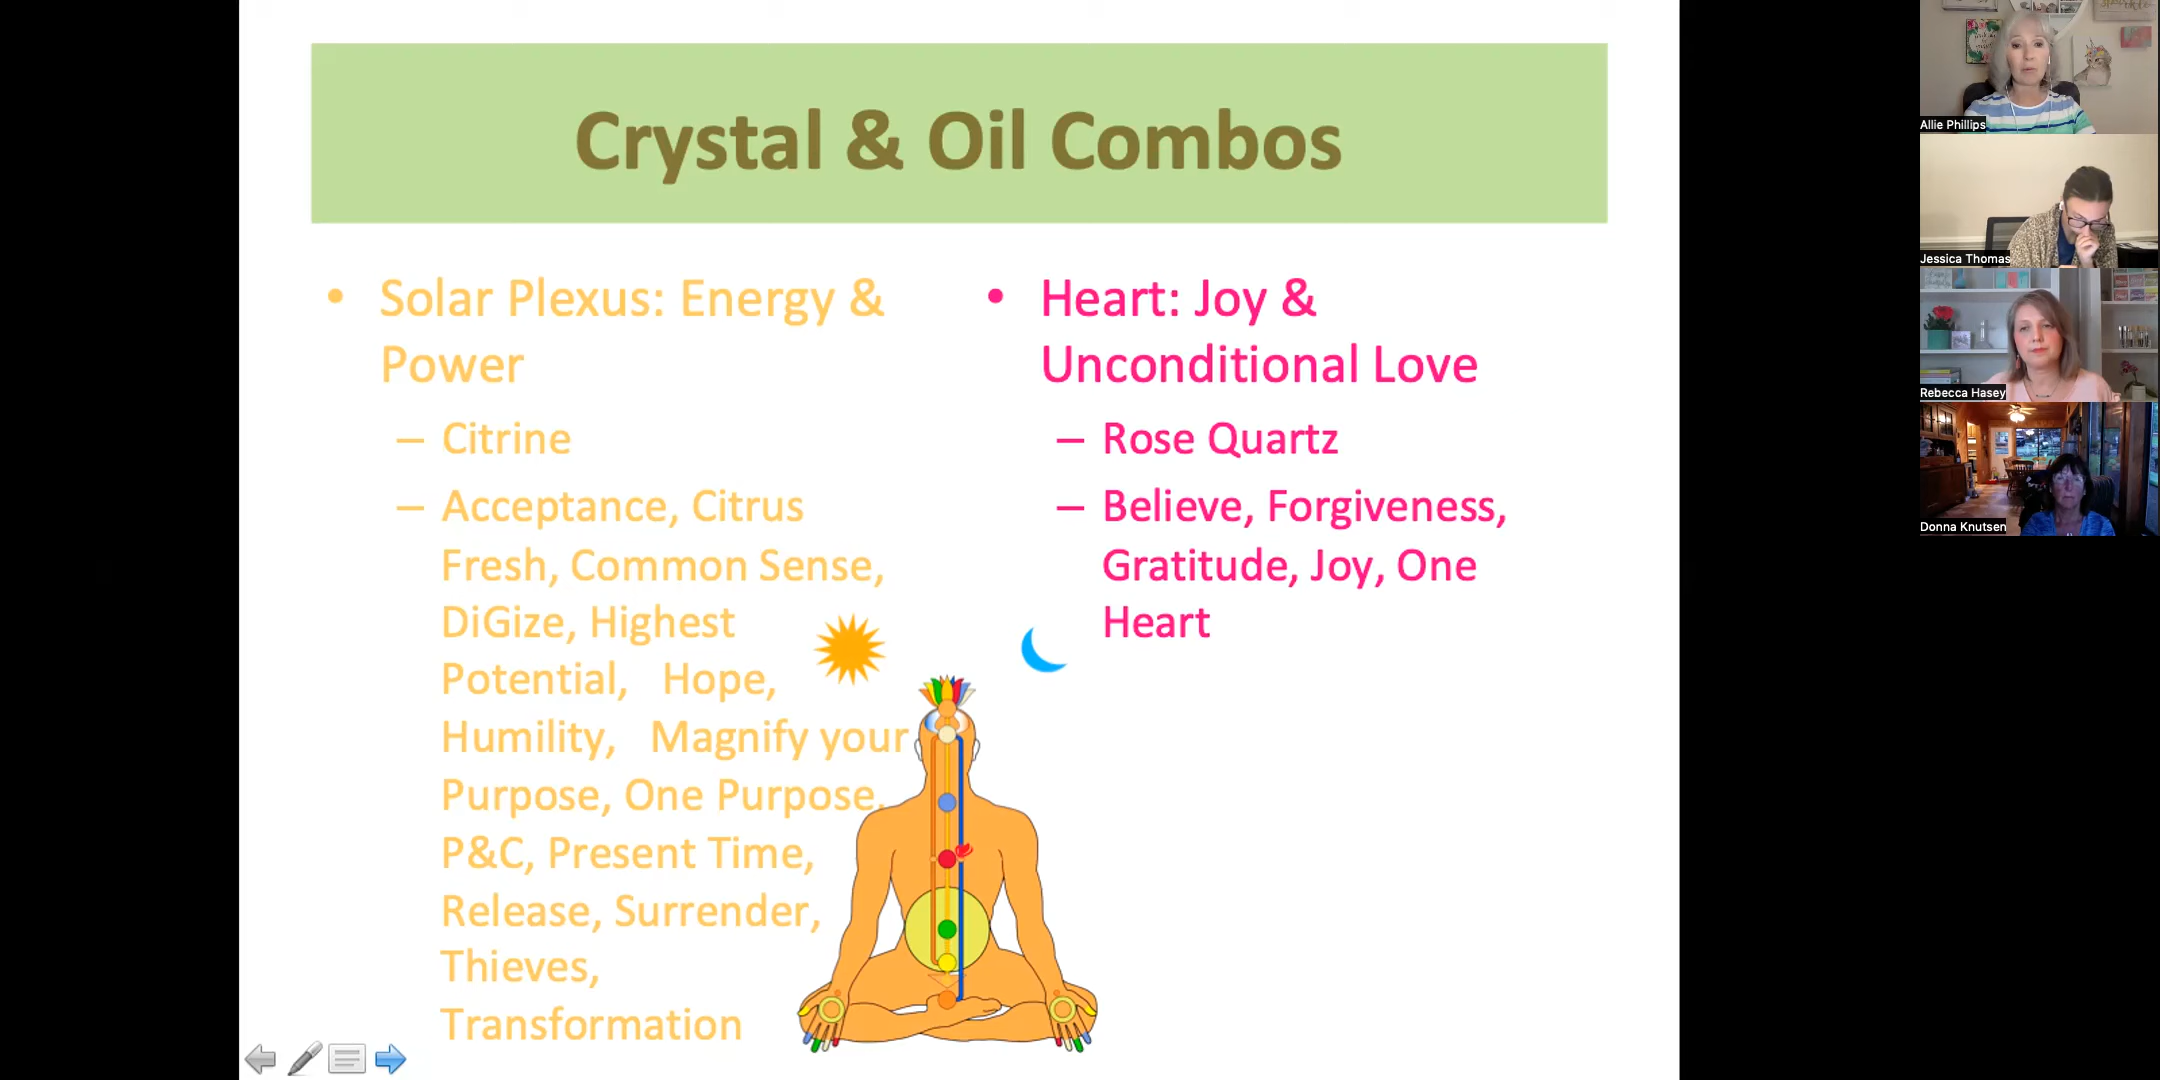 Crystal & Oil Combos
• Solar Plexus: Energy &
Power
– Citrine
– Acceptance, Citrus
Fresh, Common Sense,
DiGize, Highest
Potential, Hope,
Humility, Magnify your
Purpose, One Purpose,
P&C, Present Time,
Release, Surrender,
Thieves,
Transformation
• Heart: Joy &
Unconditional Love
– Rose Quartz
– Believe, Forgiveness,
Gratitude, Joy, One
Heart
Allie Phillips
Jessica Thomas
Rebecca Hasey
Donna Knutsen